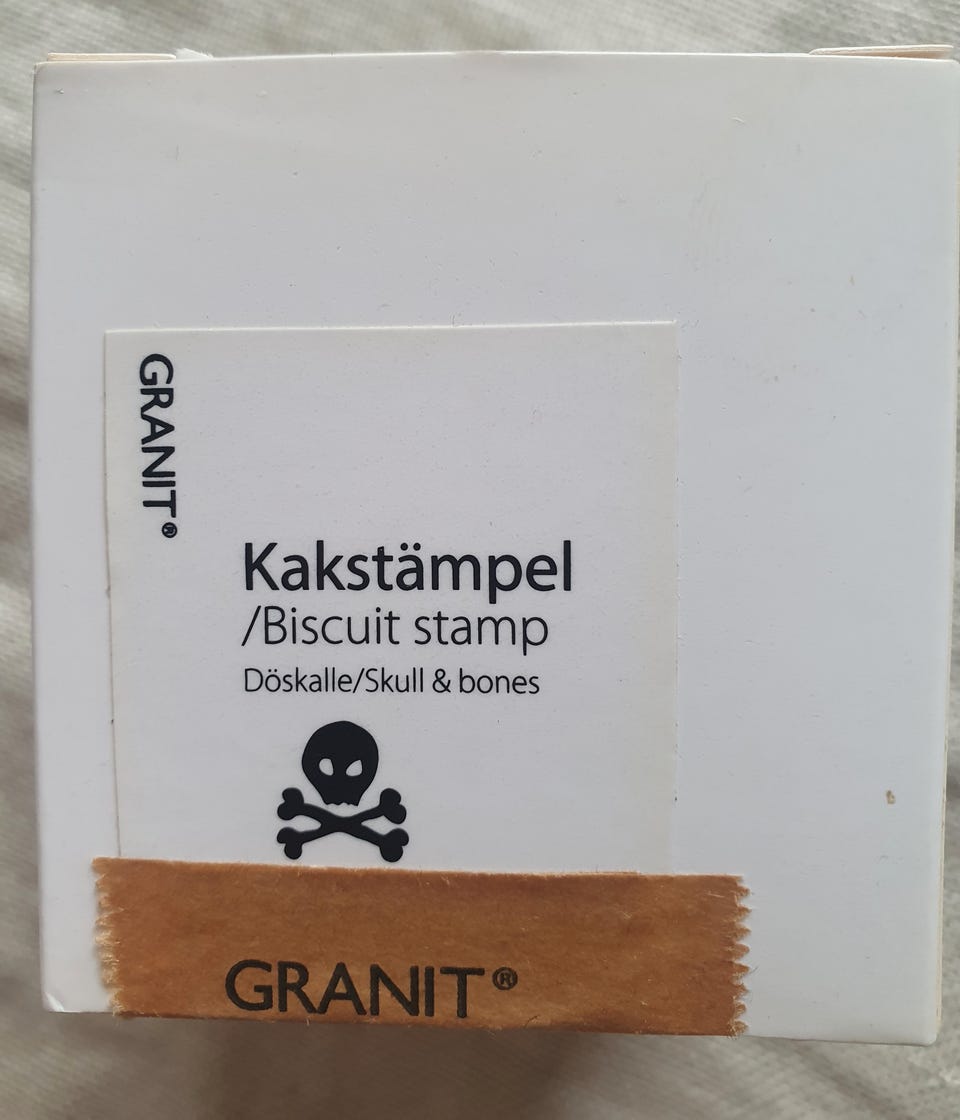 GRANIT®
Kakstämpel
/Biscuit stamp
Döskalle/Skull & bones
GRANIT®